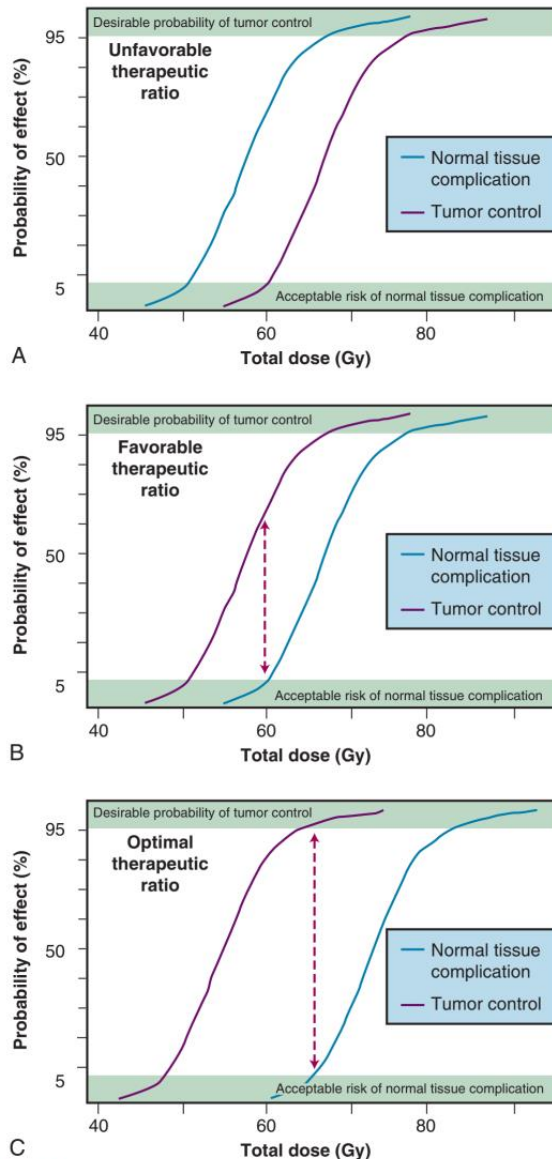 Desirable probability of tumor control
95
Unfavorable
therapeutic
ratio
Probability of effect (%)
50
Normal tissue
complication
Tumor control
5
Acceptable risk of normal tissue complication
40
60
80
A
Total dose (Gy)
Desirable probability of tumor control
95
Favorable
therapeutic
ratio
Probability of effect (%)
50
Normal tissue
complication
Tumor control
5
Acceptable risk of normal tissue complication
40
60
80
B
Total dose (Gy)
Desirable probability of tumor control
95
Optimal
therapeutic
ratio
Probability of effect (%)
50
Normal tissue
complication
Tumor control
5
Acceptable risk of normal tissue complication
40
60
80
C
Total dose (Gy)